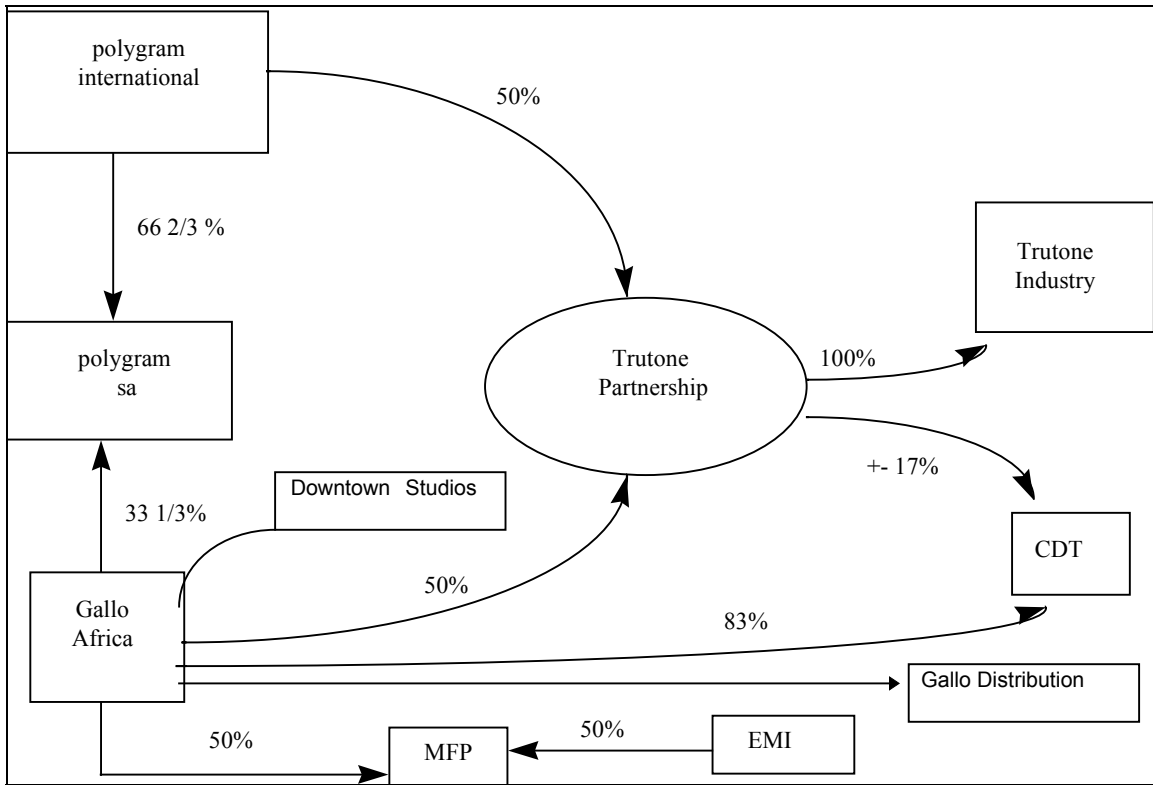 polygram
international
50%
66 2/3 %
Trutone
Industry
polygram
sa
Trutone
Partnership
100%
+- 17%
Downtown Studios
33 1/3%
CDT
Gallo
Africa
50%
83%
Gallo Distribution
50%
MFP
50%
EMI